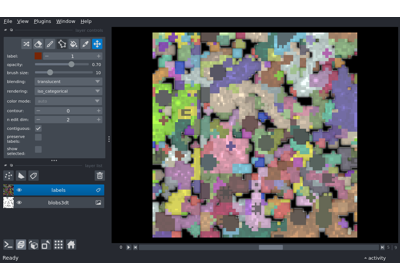 File View Plugins Window Help
label: 1
opacity: 0.70
brush size: 10
blending: translucent
rendering: iso_categorical
color mode:
contour: 0
n edit dim: 2
contiguous:
preserve labels:
show selected:
labels
blobs3dt
0
Ready
activity